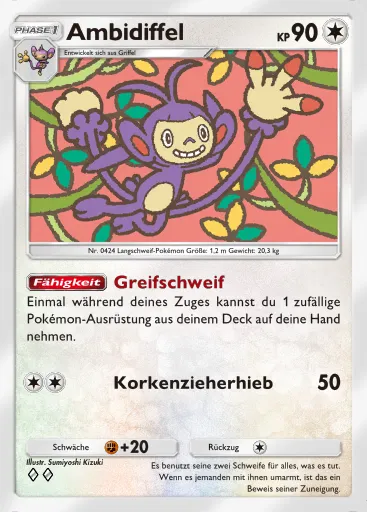 PHASE 1
Ambidiffel
KP 90
Entwickelt sich aus Griffel
Nr. 0424 Langschweif-Pokémon Größe: 1,2 m Gewicht: 20,3 kg
Fähigkeit Greifschweif
Einmal während deines Zuges kannst du 1 zufällige
Pokémon-Ausrüstung aus deinem Deck auf deine Hand
nehmen.
Korkenzieherhieb 50
Schwäche +20 Rückzug
Illustr. Sumiyoshi Kizuki
Es benutzt seine zwei Schweife für alles, was es tut.
Wenn es jemanden mit ihnen umarmt, ist das ein
Beweis seiner Zuneigung.